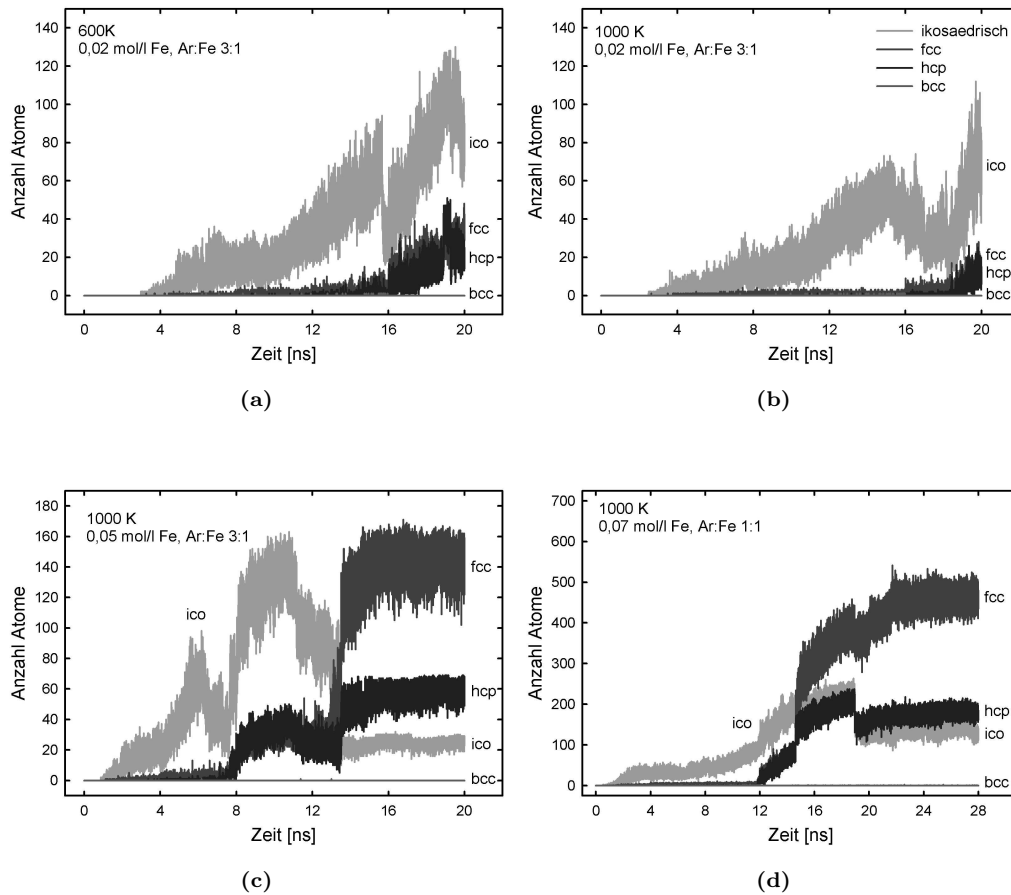 600K
0,02 mol/l Fe, Ar:Fe 3:1
Anzahl Atome
140
120
100
80
60
40
20
0
ico
fcc
hcp
bcc
0 4 8 12 16 20
Zeit [ns]
(a)
1000 K
0,02 mol/l Fe, Ar:Fe 3:1
ikosaedrisch
fcc
hcp
bcc
Anzahl Atome
140
120
100
80
60
40
20
0
ico
fcc
hcp
bcc
0 4 8 12 16 20
Zeit [ns]
(b)
1000 K
0,05 mol/l Fe, Ar:Fe 3:1
Anzahl Atome
180
160
140
120
100
80
60
40
20
0
ico
fcc
hcp
ico
bcc
0 4 8 12 16 20
Zeit [ns]
(c)
1000 K
0,07 mol/l Fe, Ar:Fe 1:1
Anzahl Atome
700
600
500
400
300
200
100
0
ico
fcc
hcp
ico
bcc
0 4 8 12 16 20 24 28
Zeit [ns]
(d)